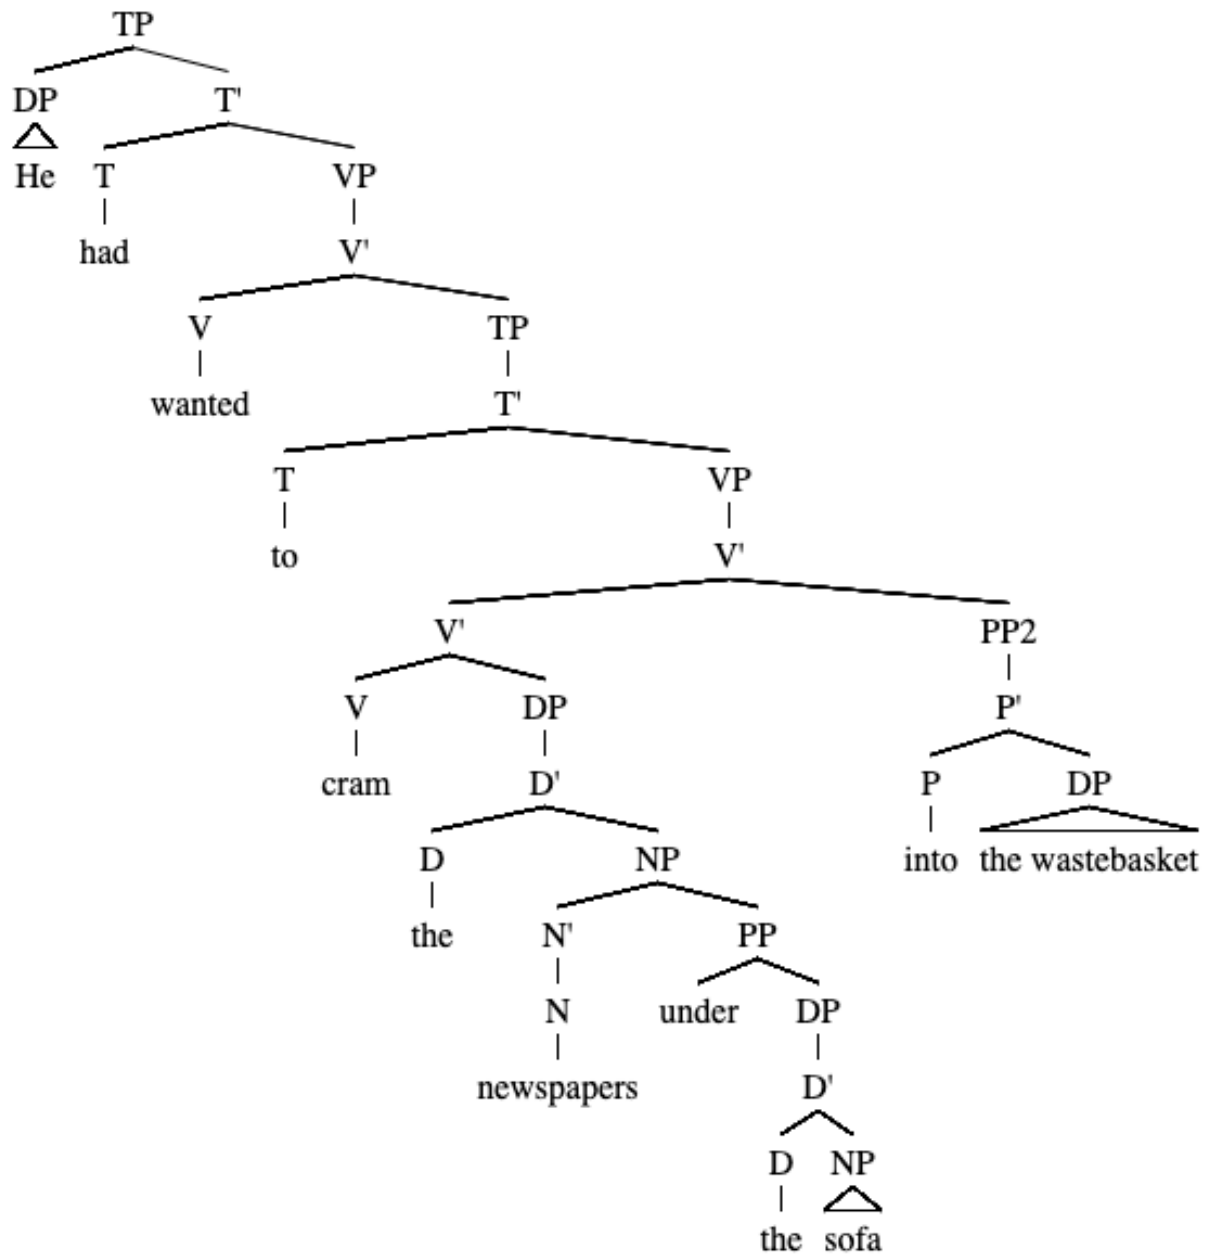 TP
DP T'
He T VP
had V'
V TP
wanted T'
T VP
to V'
V' PP2
V DP P'
cram D' P DP
D NP into the wastebasket
the N' PP
N under DP
newspapers D'
D NP
the sofa